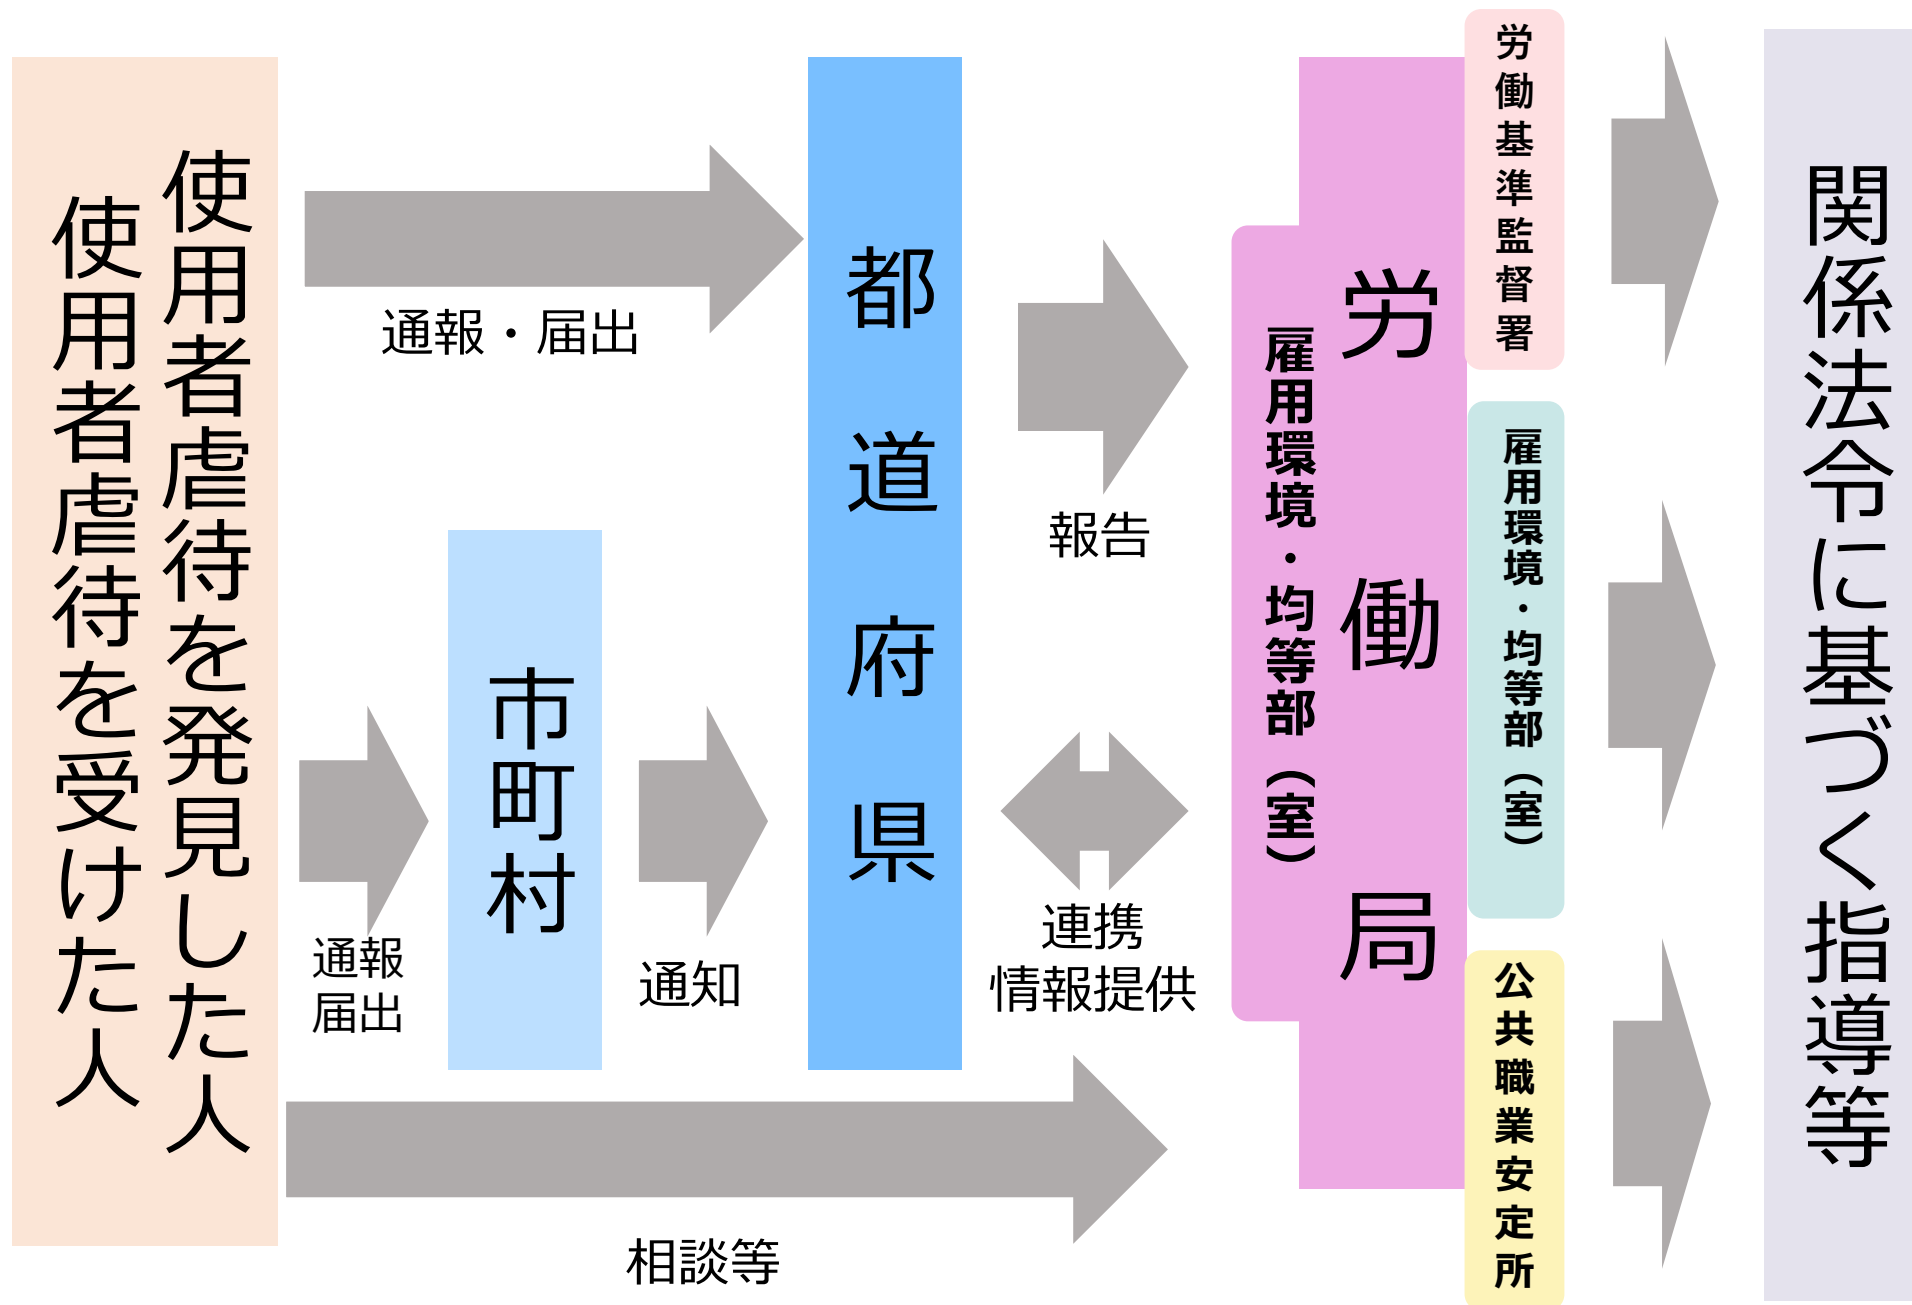 使用者虐待を発見した人
使用者虐待を受けた人
通報・届出
通報
届出
市町村
通知
都道府県
報告
連携
情報提供
相談等
雇用環境・均等部（室）
労働局
労働基準監督署
雇用環境・均等部（室）
公共職業安定所
関係法令に基づく指導等